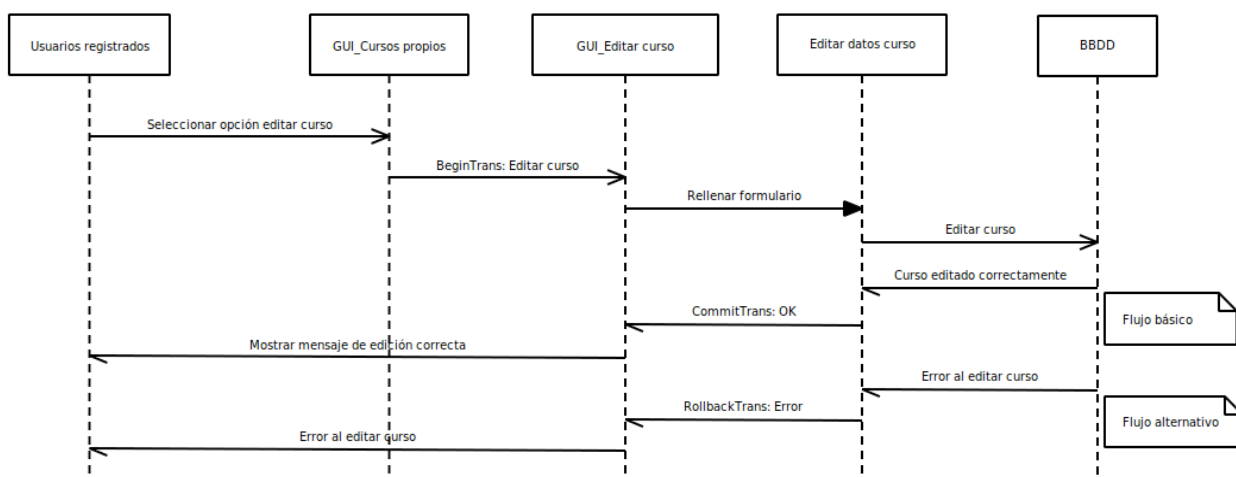 Usuarios registrados
GUI_Cursos propios
GUI_Editar curso
Editar datos curso
BBDD
Seleccionar opción editar curso
BeginTrans: Editar curso
Rellenar formulario
Editar curso
Curso editado correctamente
CommitTrans: OK
Flujo básico
Mostrar mensaje de edición correcta
Error al editar curso
RollbackTrans: Error
Flujo alternativo
Error al editar curso